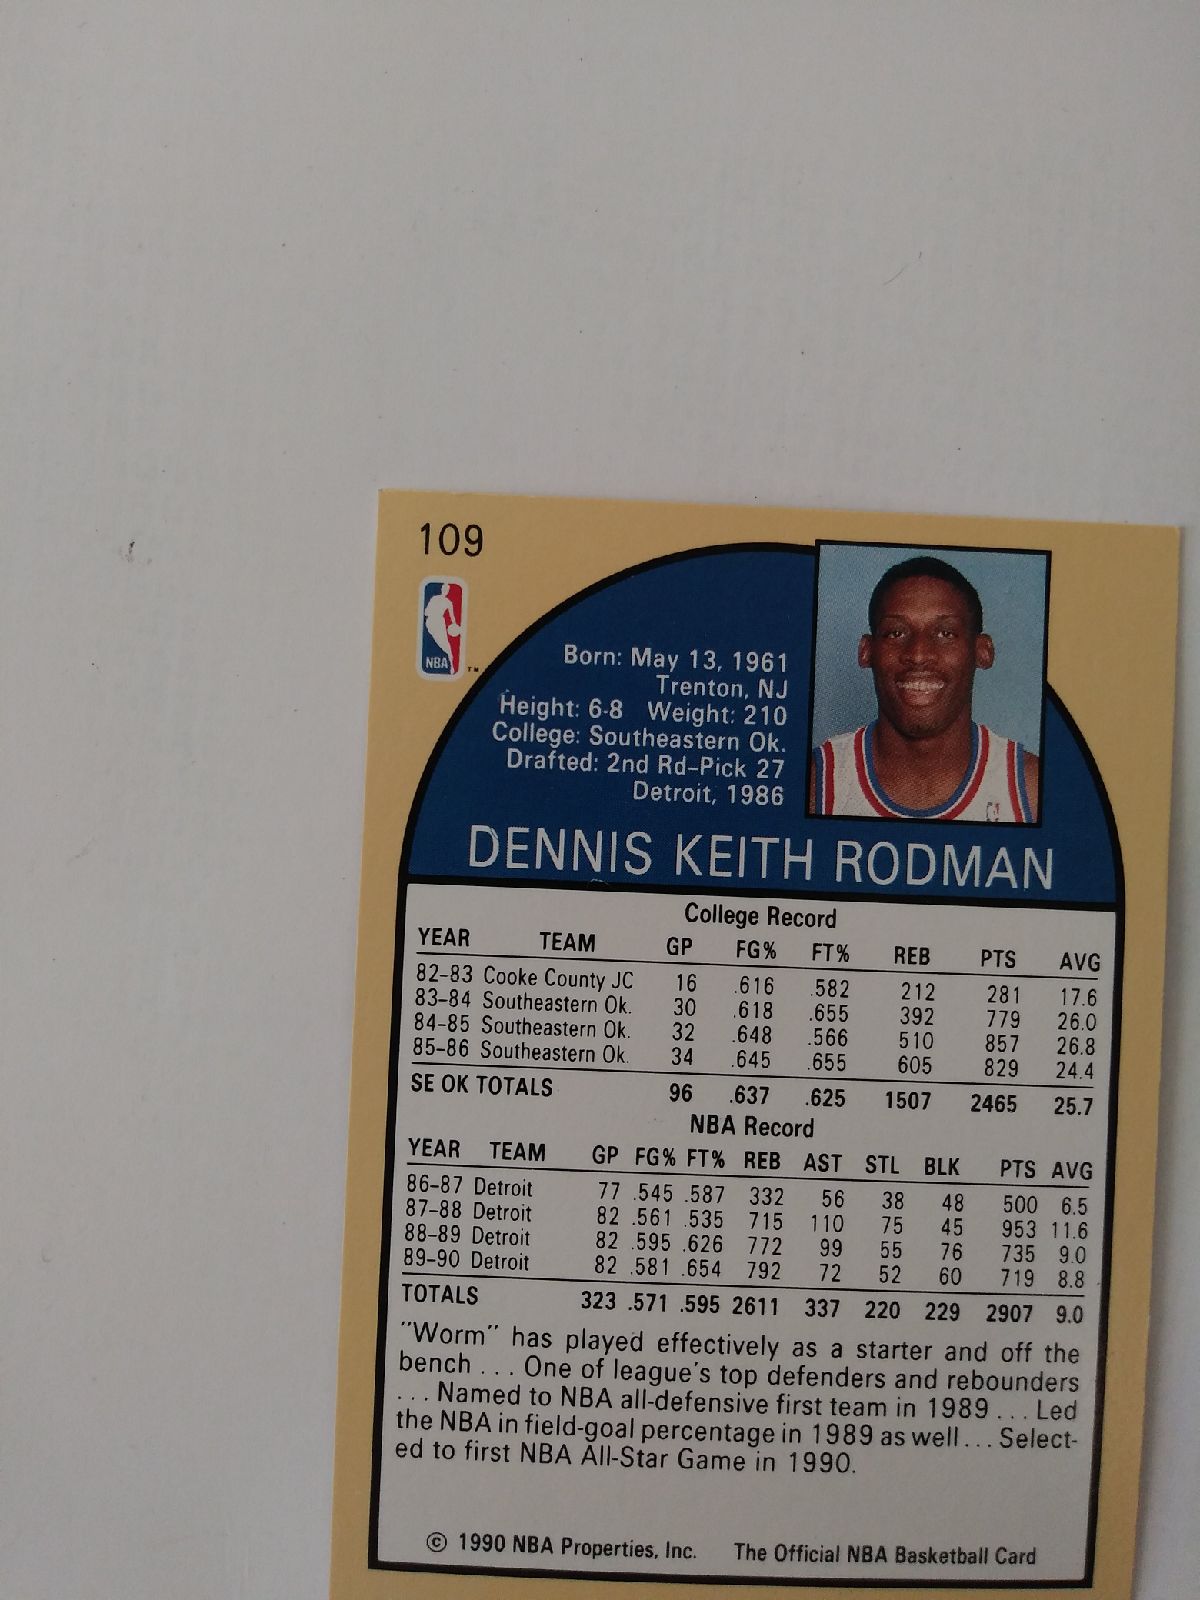 109
NBA
TM
Born: May 13, 1961
Trenton, NJ
Height: 6-8 Weight: 210
College: Southeastern Ok.
Drafted: 2nd Rd-Pick 27
Detroit, 1986
DENNIS KEITH RODMAN
College Record
YEAR TEAM GP FG% FT% REB PTS AVG
82-83 Cooke County JC 16 .616 .582 212 281 17.6
83-84 Southeastern Ok. 30 .618 .655 392 779 26.0
84-85 Southeastern Ok. 32 .648 .566 510 857 26.8
85-86 Southeastern Ok. 34 .645 .655 605 829 24.4
SE OK TOTALS 96 .637 .625 1507 2465 25.7
NBA Record
YEAR TEAM GP FG% FT% REB AST STL BLK PTS AVG
86-87 Detroit 77 .545 .587 332 56 38 48 500 6.5
87-88 Detroit 82 .561 .535 715 110 75 45 953 11.6
88-89 Detroit 82 .595 .626 772 99 55 76 735 9.0
89-90 Detroit 82 .581 .654 792 72 52 60 719 8.8
TOTALS 323 .571 .595 2611 337 220 229 2907 9.0
"Worm" has played effectively as a starter and off the
bench ... One of league's top defenders and rebounders
... Named to NBA all-defensive first team in 1989 ... Led
the NBA in field-goal percentage in 1989 as well ... Select-
ed to first NBA All-Star Game in 1990.
© 1990 NBA Properties, Inc. The Official NBA Basketball Card